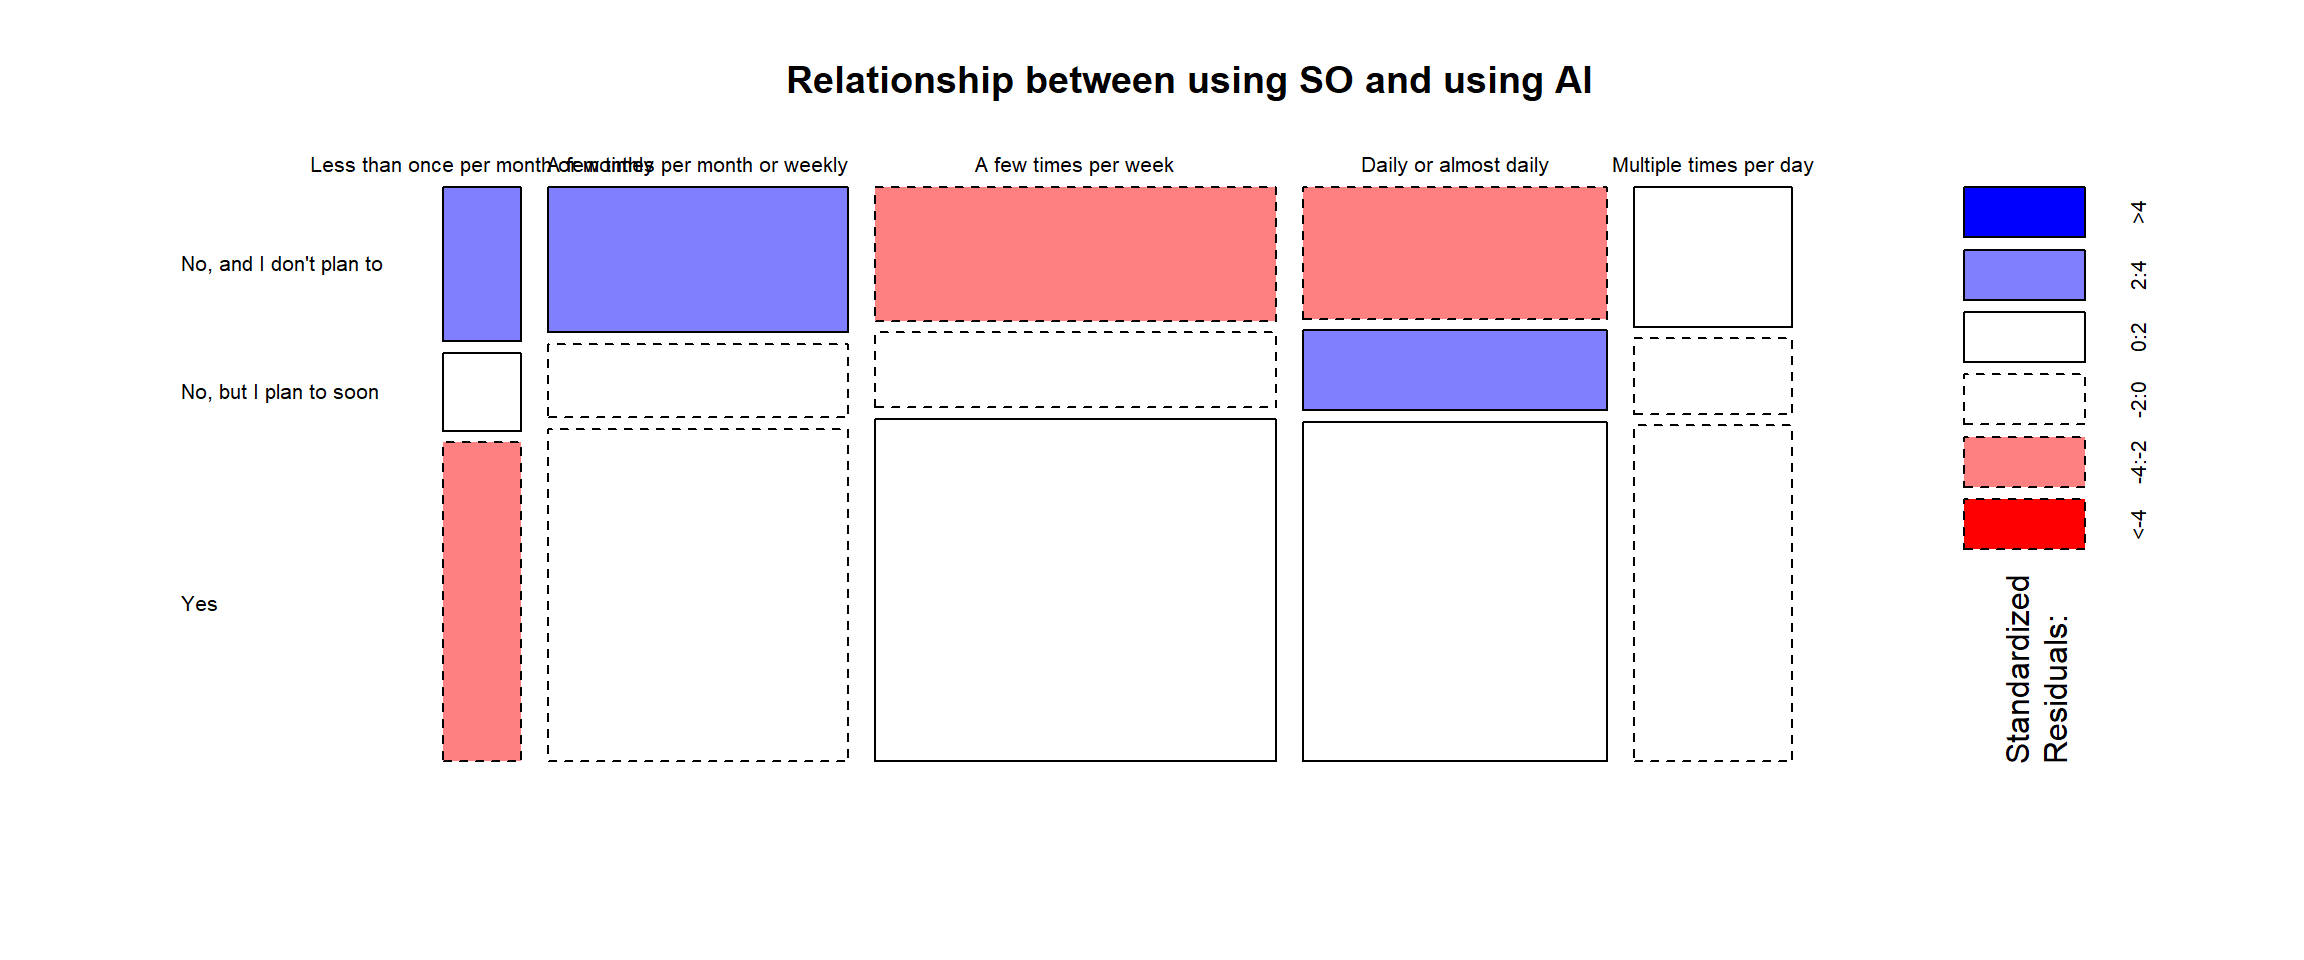 Relationship between using SO and using AI
Less than once per month or monthly
A few times per month or weekly
A few times per week
Daily or almost daily
Multiple times per day
No, and I don't plan to
No, but I plan to soon
Yes
>4
2:4
0:2
-2:0
-4:-2
<-4
Standardized
Residuals: